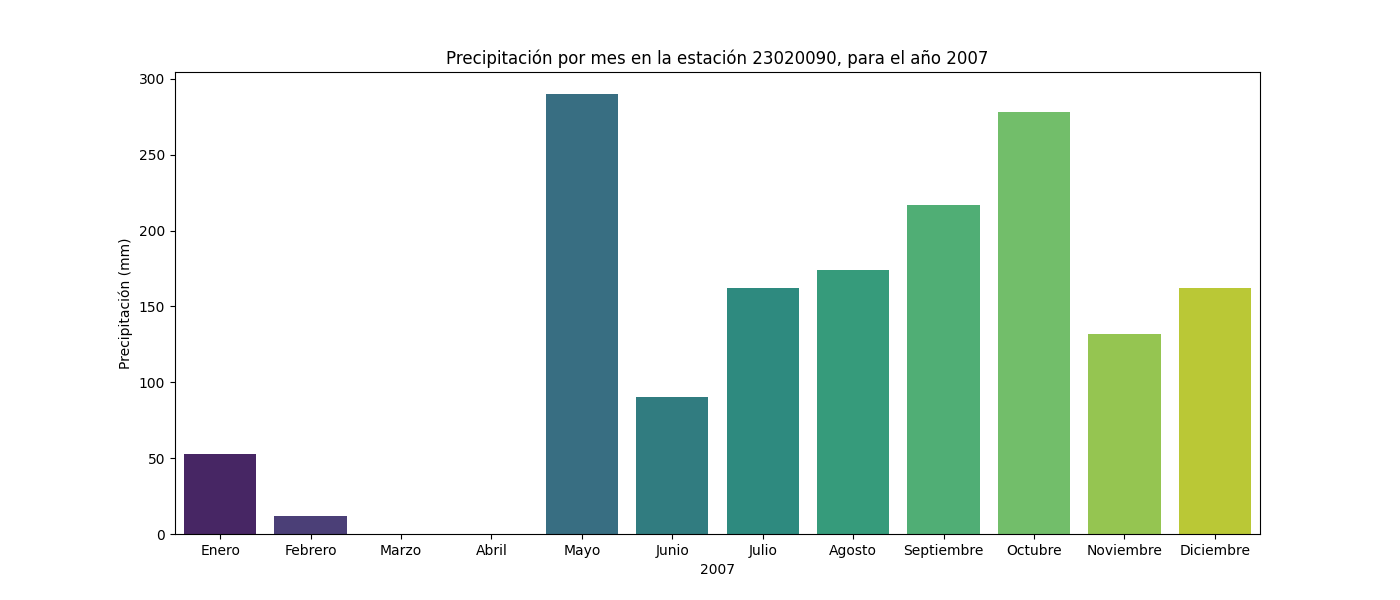 Precipitación por mes en la estación 23020090, para el año 2007
Precipitación (mm)
300
250
200
150
100
50
0
Enero Febrero Marzo Abril Mayo Junio Julio Agosto Septiembre Octubre Noviembre Diciembre
2007